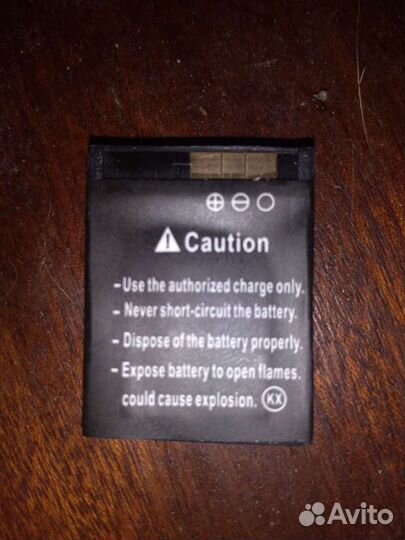 ⊕ ⊖ ○
⚠ Caution
–Use the authorized charge only.
– Never short-circuit the battery.
– Dispose of the battery properly.
– Expose battery to open flames.
could cause explosion. KX
Avito